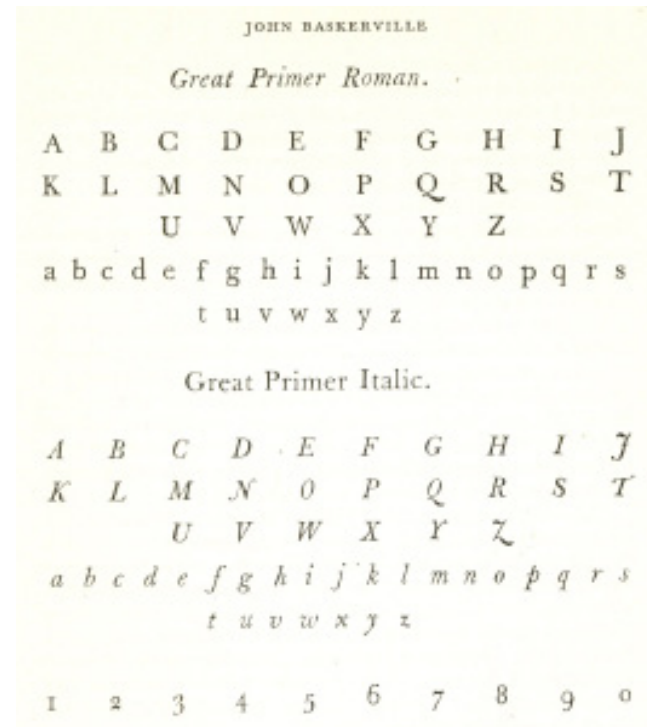 JOHN BASKERVILLE
Great Primer Roman.
A B C D E F G H I J
K L M N O P Q R S T
U V W X Y Z
a b c d e f g h i j k l m n o p q r s
t u v w x y z
Great Primer Italic.
A B C D E F G H I J
K L M N O P Q R S T
U V W X Y Z
a b c d e f g h i j k l m n o p q r s
t u v w x y z
1 2 3 4 5 6 7 8 9 0